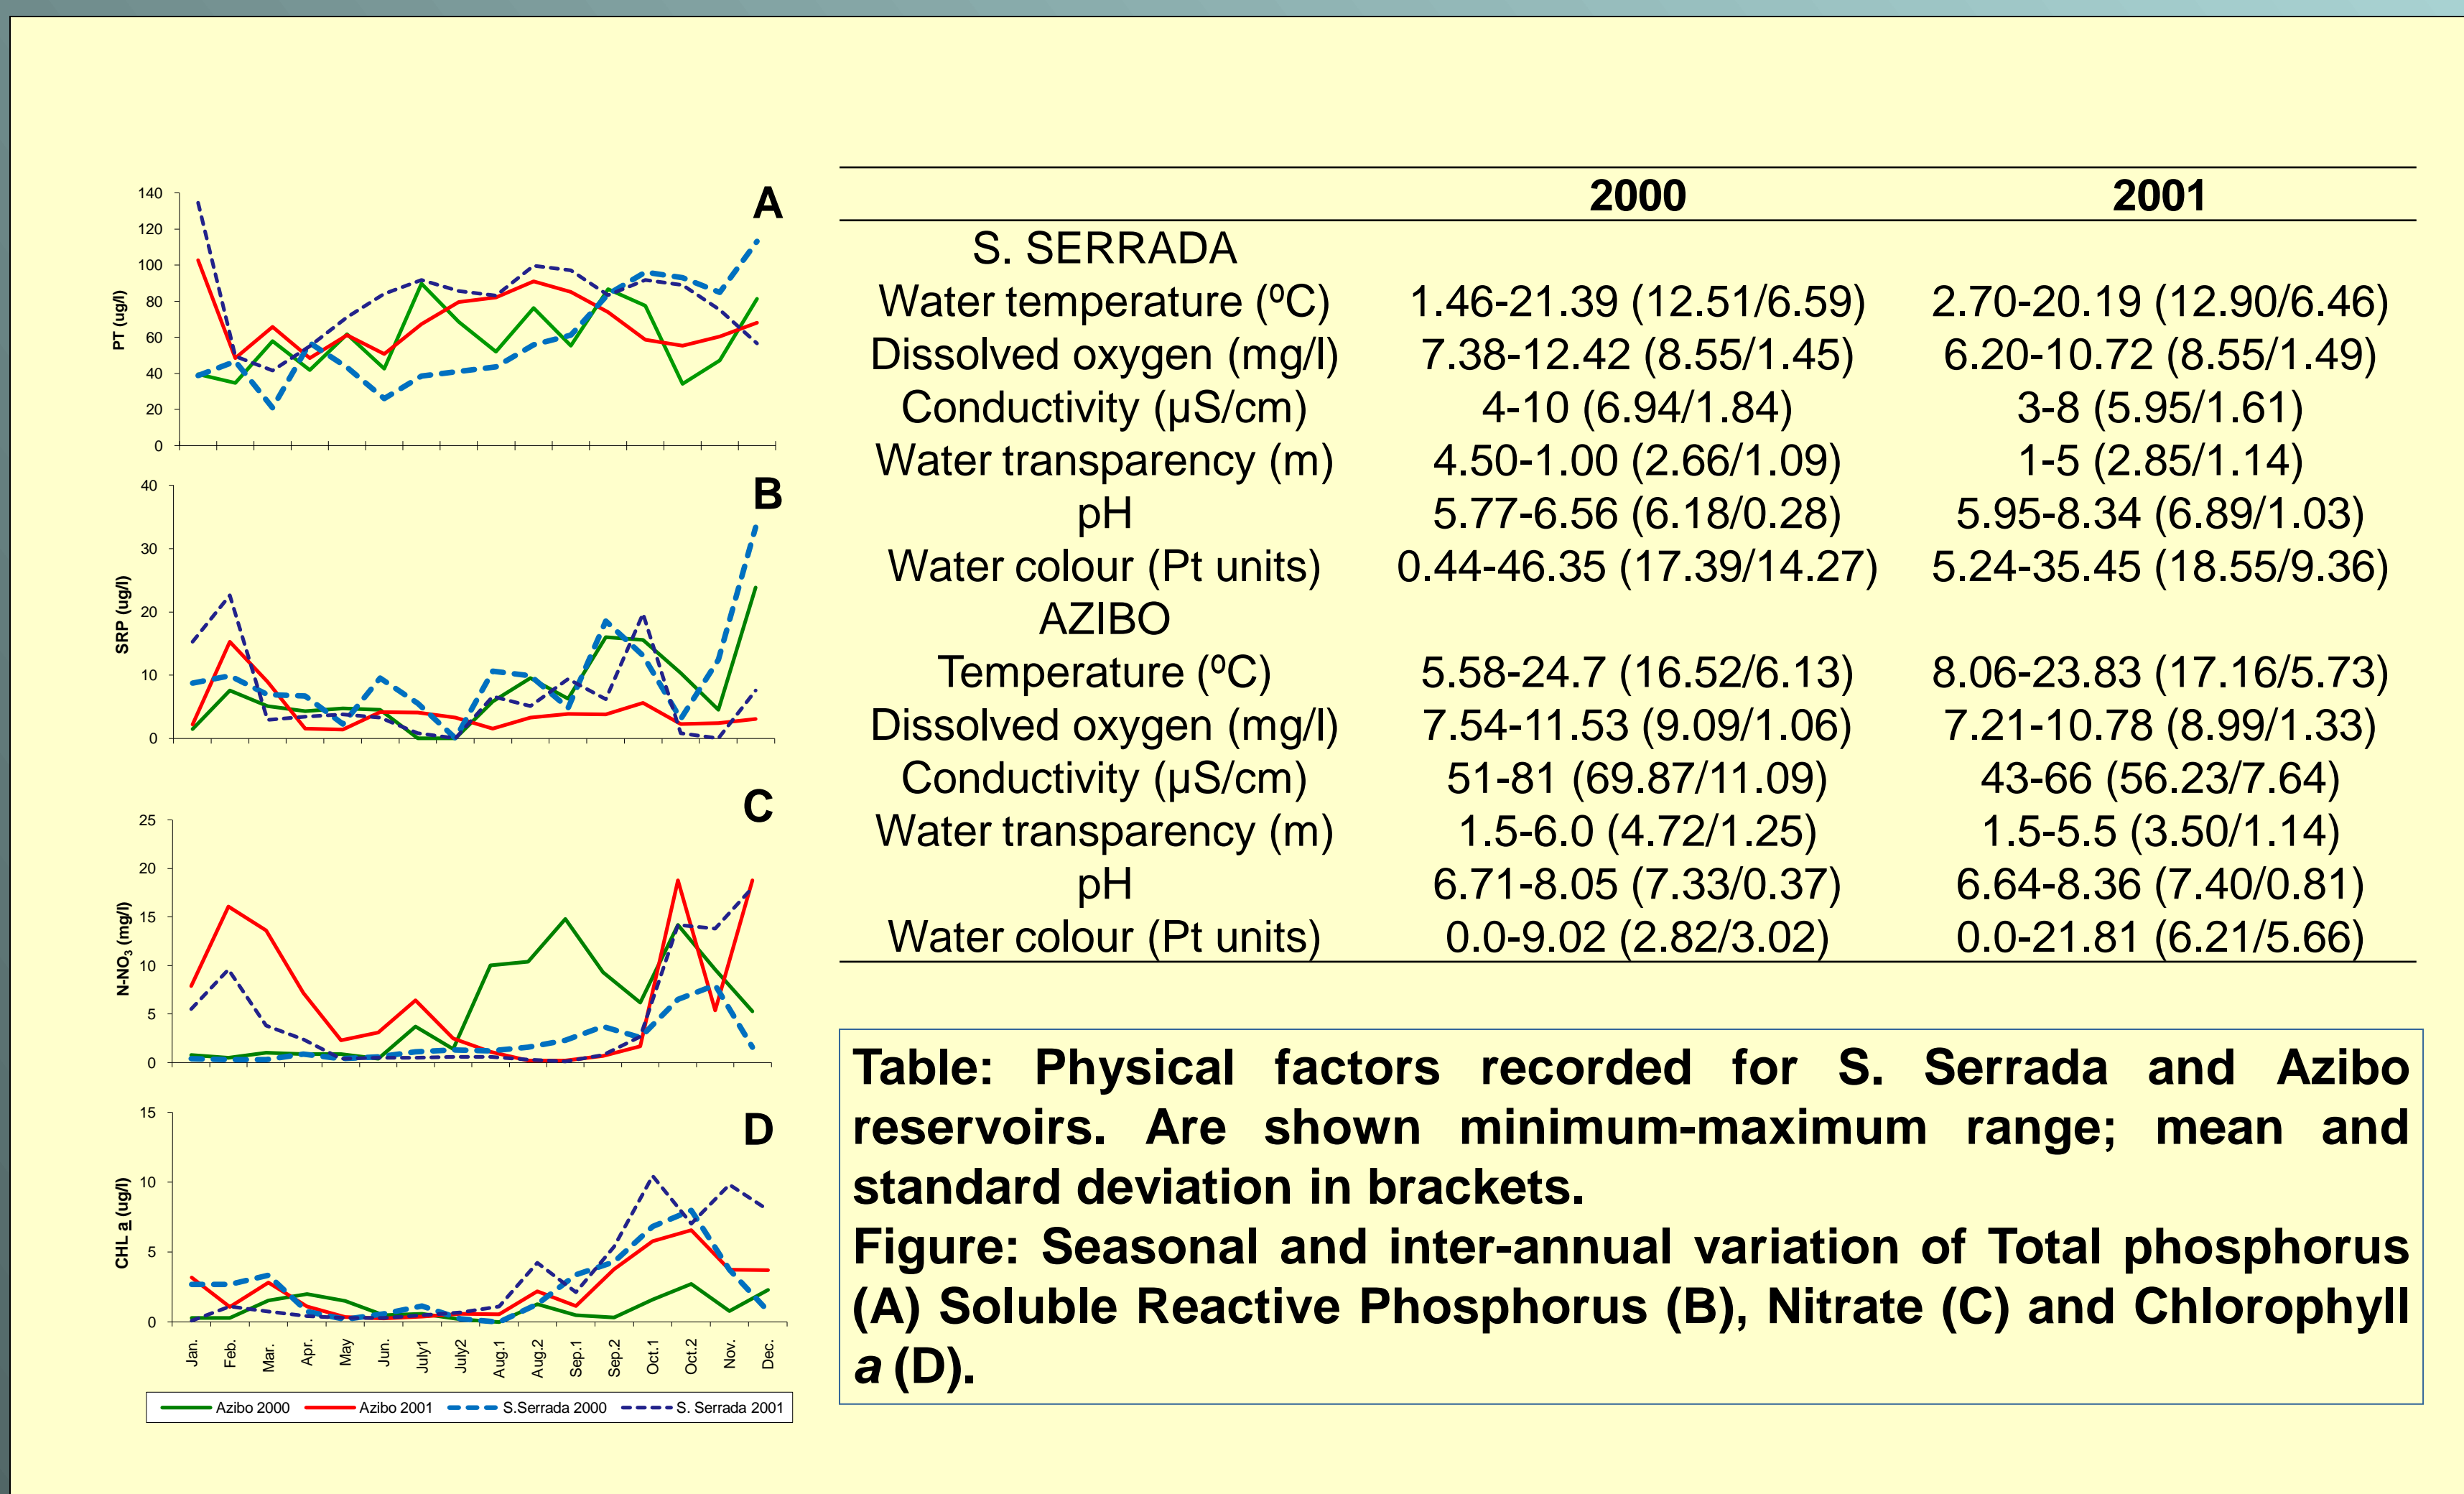 A
140
120
100
80
60
40
20
0
PT (ug/l)
B
40
30
20
10
0
SRP (ug/l)
C
25
20
15
10
5
0
N-NO₃ (mg/l)
D
15
10
5
0
CHL a (ug/l)
Jan. Feb. Mar. Apr. May Jun. July1 July2 Aug.1 Aug.2 Sep.1 Sep.2 Oct.1 Oct.2 Nov. Dec.
Azibo 2000 Azibo 2001 S.Serrada 2000 S. Serrada 2001
2000 2001
S. SERRADA
Water temperature (ºC) 1.46-21.39 (12.51/6.59) 2.70-20.19 (12.90/6.46)
Dissolved oxygen (mg/l) 7.38-12.42 (8.55/1.45) 6.20-10.72 (8.55/1.49)
Conductivity (µS/cm) 4-10 (6.94/1.84) 3-8 (5.95/1.61)
Water transparency (m) 4.50-1.00 (2.66/1.09) 1-5 (2.85/1.14)
pH 5.77-6.56 (6.18/0.28) 5.95-8.34 (6.89/1.03)
Water colour (Pt units) 0.44-46.35 (17.39/14.27) 5.24-35.45 (18.55/9.36)
AZIBO
Temperature (ºC) 5.58-24.7 (16.52/6.13) 8.06-23.83 (17.16/5.73)
Dissolved oxygen (mg/l) 7.54-11.53 (9.09/1.06) 7.21-10.78 (8.99/1.33)
Conductivity (µS/cm) 51-81 (69.87/11.09) 43-66 (56.23/7.64)
Water transparency (m) 1.5-6.0 (4.72/1.25) 1.5-5.5 (3.50/1.14)
pH 6.71-8.05 (7.33/0.37) 6.64-8.36 (7.40/0.81)
Water colour (Pt units) 0.0-9.02 (2.82/3.02) 0.0-21.81 (6.21/5.66)
Table: Physical factors recorded for S. Serrada and Azibo
reservoirs. Are shown minimum-maximum range; mean and
standard deviation in brackets.
Figure: Seasonal and inter-annual variation of Total phosphorus
(A) Soluble Reactive Phosphorus (B), Nitrate (C) and Chlorophyll
a (D).